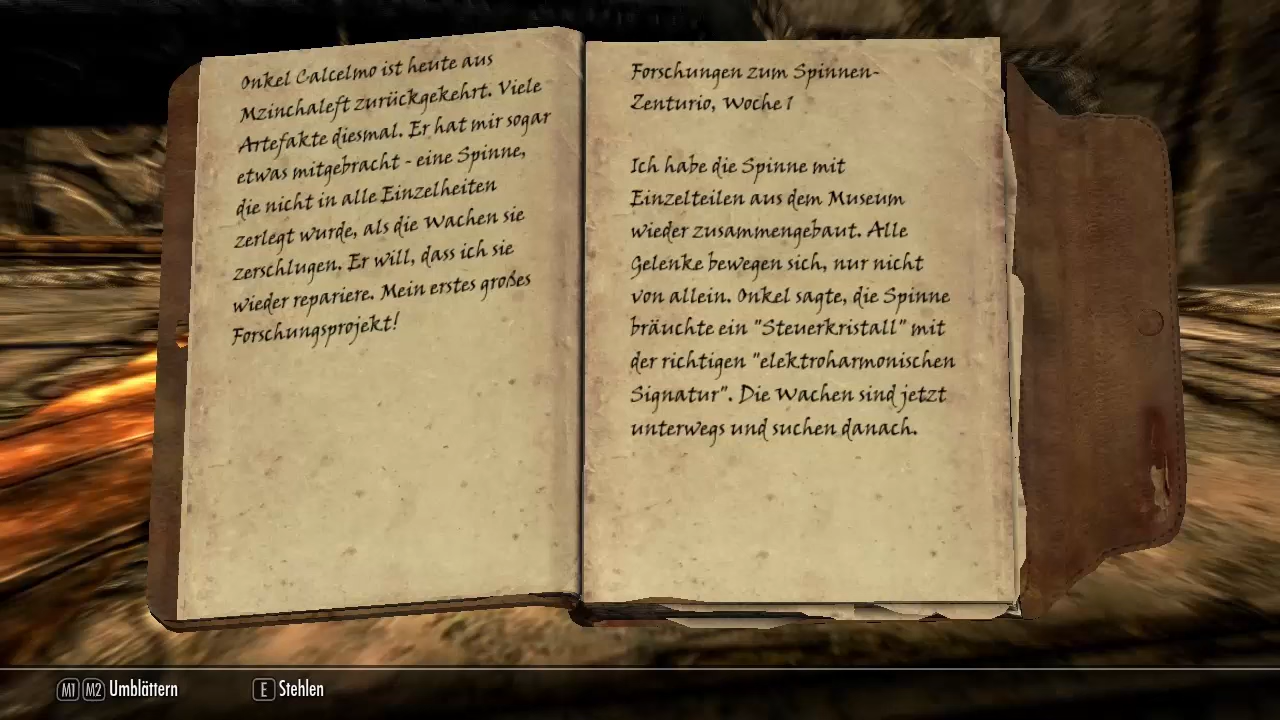 Onkel Calcelmo ist heute aus
Mzinchaleft zurückgekehrt. Viele
Artefakte diesmal. Er hat mir sogar
etwas mitgebracht - eine Spinne,
die nicht in alle Einzelheiten
zerlegt wurde, als die Wachen sie
zerschlugen. Er will, dass ich sie
wieder repariere. Mein erstes großes
Forschungsprojekt!
Forschungen zum Spinnen-
Zenturio, Woche 1
Ich habe die Spinne mit
Einzelteilen aus dem Museum
wieder zusammengebaut. Alle
Gelenke bewegen sich, nur nicht
von allein. Onkel sagte, die Spinne
bräuchte ein "Steuerkristall" mit
der richtigen "elektroharmonischen
Signatur". Die Wachen sind jetzt
unterwegs und suchen danach.
M1 M2 Umblättern E Stehlen